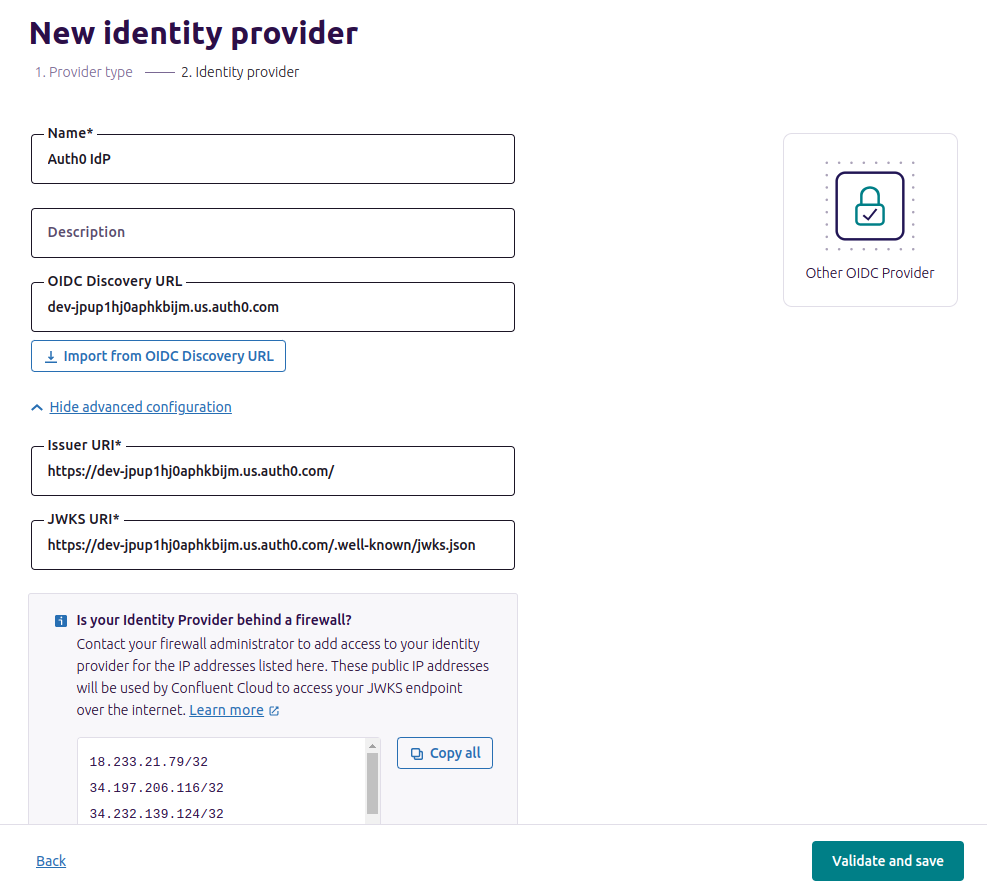 New identity provider
1. Provider type
2. Identity provider
Name*
Auth0 IdP
Description
OIDC Discovery URL
dev-jpup1hj0aphkbijm.us.auth0.com
Import from OIDC Discovery URL
Hide advanced configuration
Issuer URI*
https://dev-jpup1hj0aphkbijm.us.auth0.com/
JWKS URI*
https://dev-jpup1hj0aphkbijm.us.auth0.com/.well-known/jwks.json
Other OIDC Provider
Is your Identity Provider behind a firewall?
Contact your firewall administrator to add access to your identity
provider for the IP addresses listed here. These public IP addresses
will be used by Confluent Cloud to access your JWKS endpoint
over the internet. Learn more
18.233.21.79/32
34.197.206.116/32
34.232.139.124/32
Copy all
Back
Validate and save